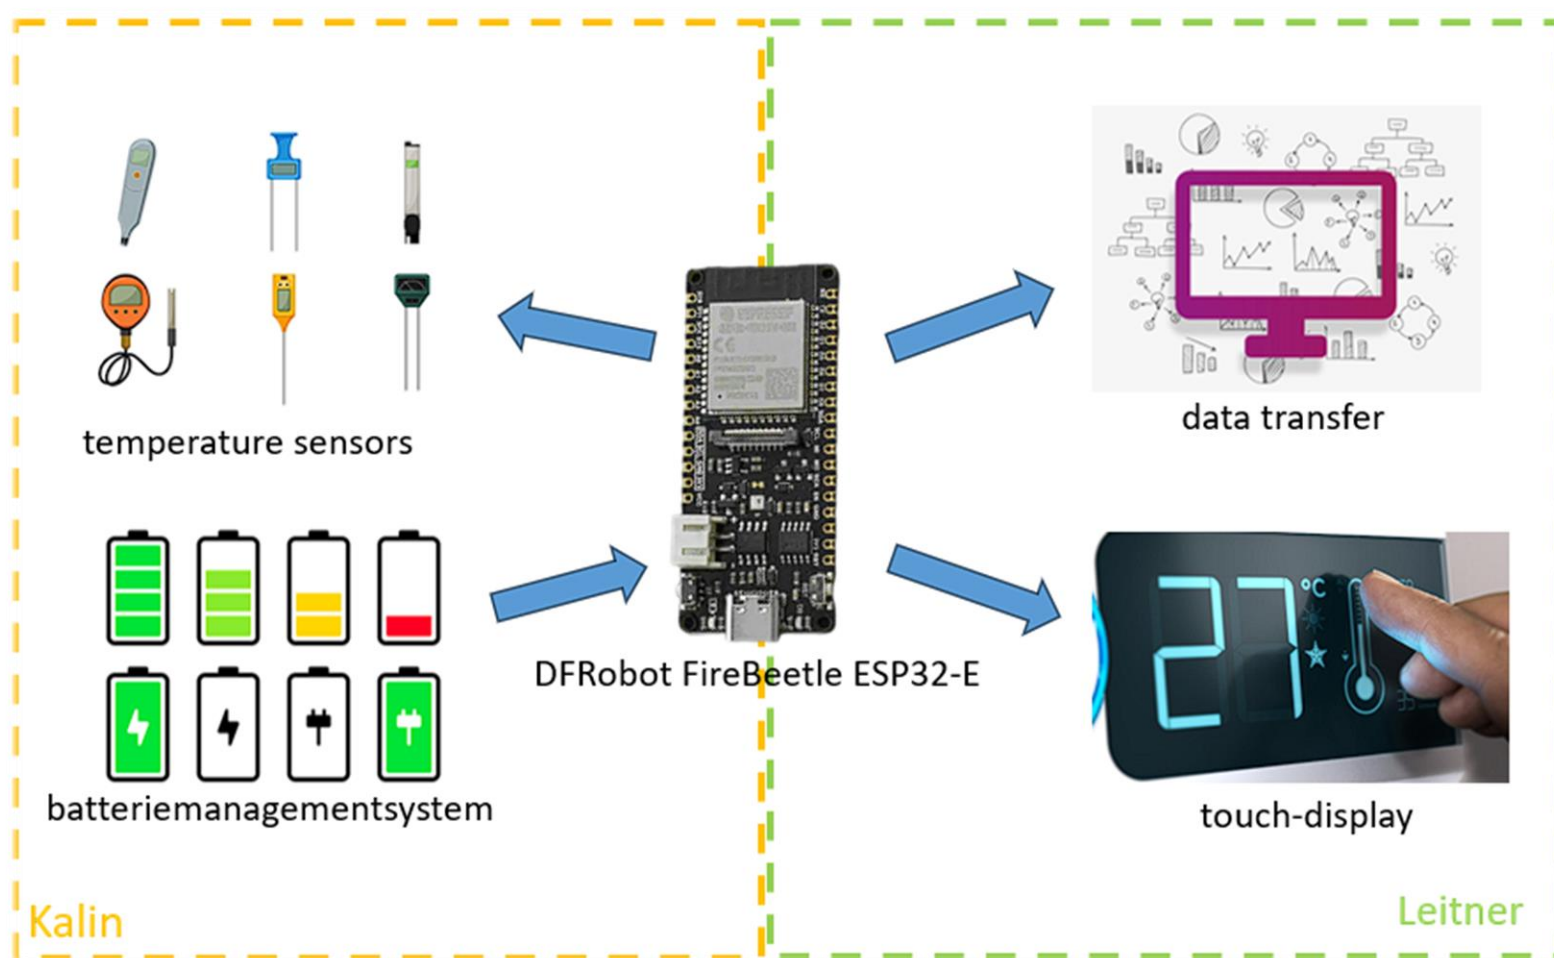 temperature sensors
data transfer
DFRobot FireBeetle ESP32-E
27°C
batteriemanagementsystem
touch-display
Kalin
Leitner